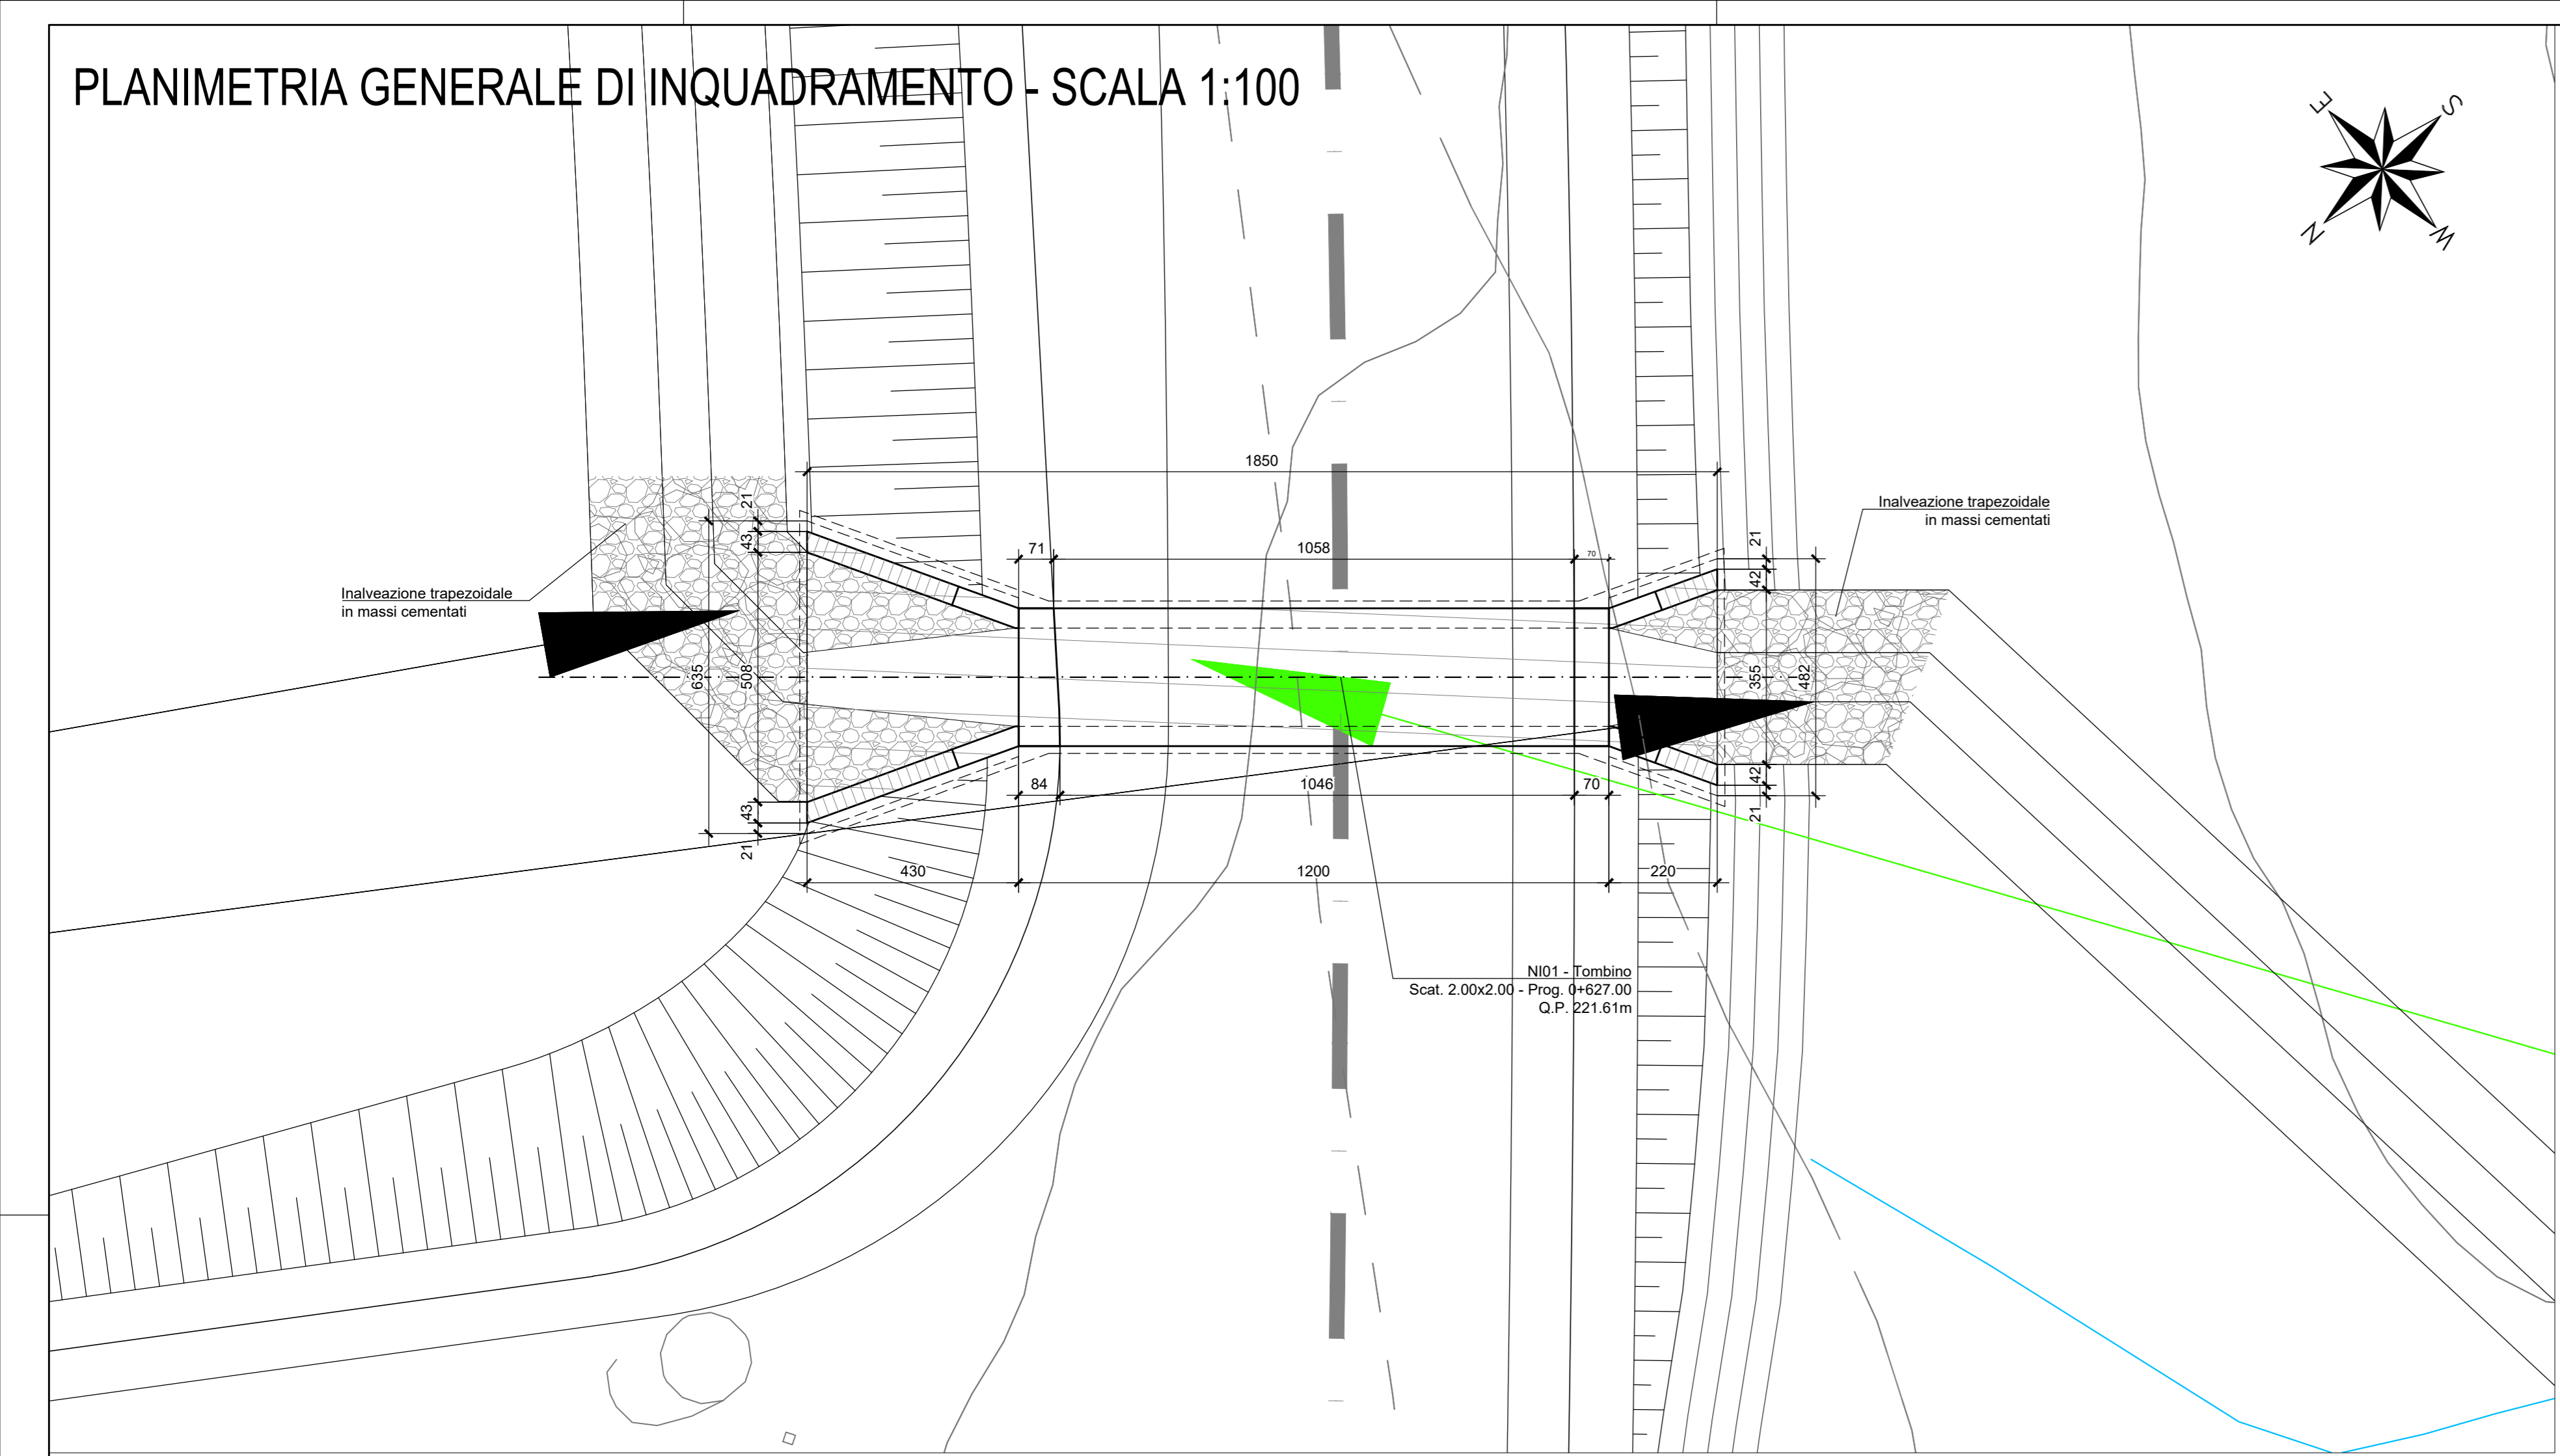 PLANIMETRIA GENERALE DI INQUADRAMENTO - SCALA 1:100
E
S
N
W
1850
21
43
71
1058
70
21
42
Inalveazione trapezoidale
in massi cementati
Inalveazione trapezoidale
in massi cementati
635
508
355
482
84
1046
70
43
21
42
21
430
1200
220
NI01 - Tombino
Scat. 2.00x2.00 - Prog. 0+627.00
Q.P. 221.61m